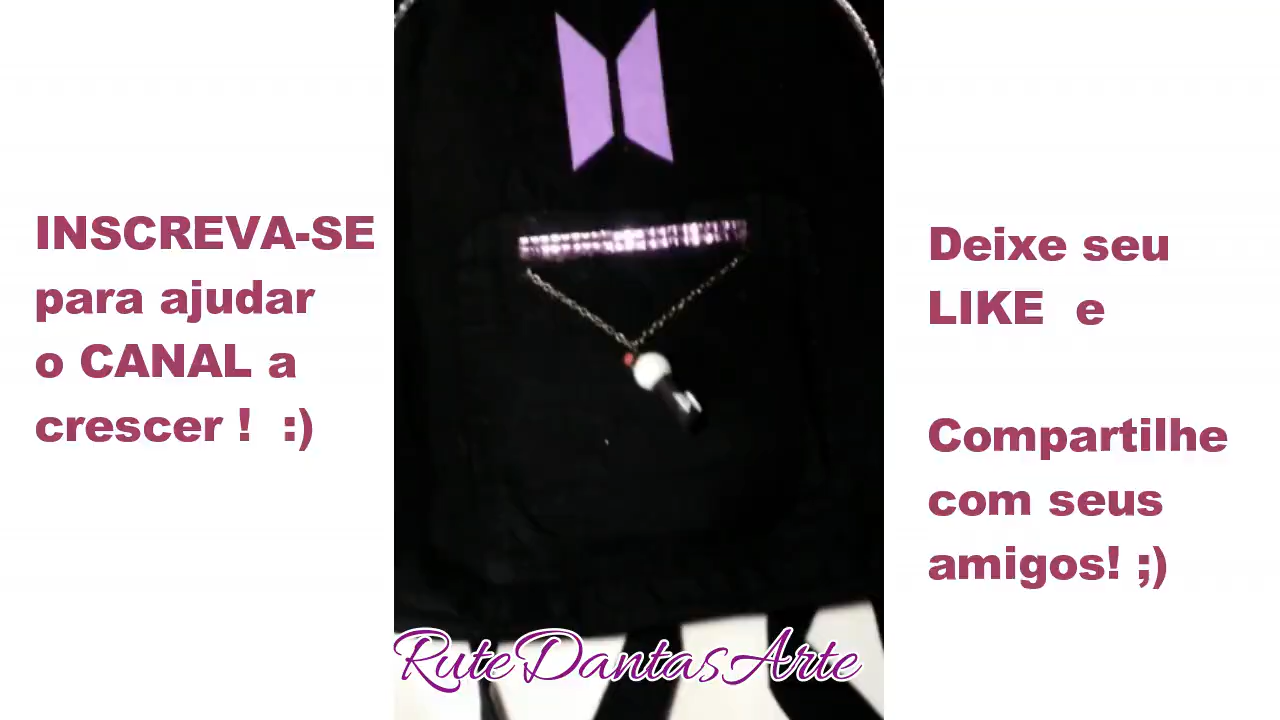 INSCREVA-SE
para ajudar
o CANAL a
crescer ! :)
Deixe seu
LIKE e
Compartilhe
com seus
amigos! ;)
RuteDantasArte